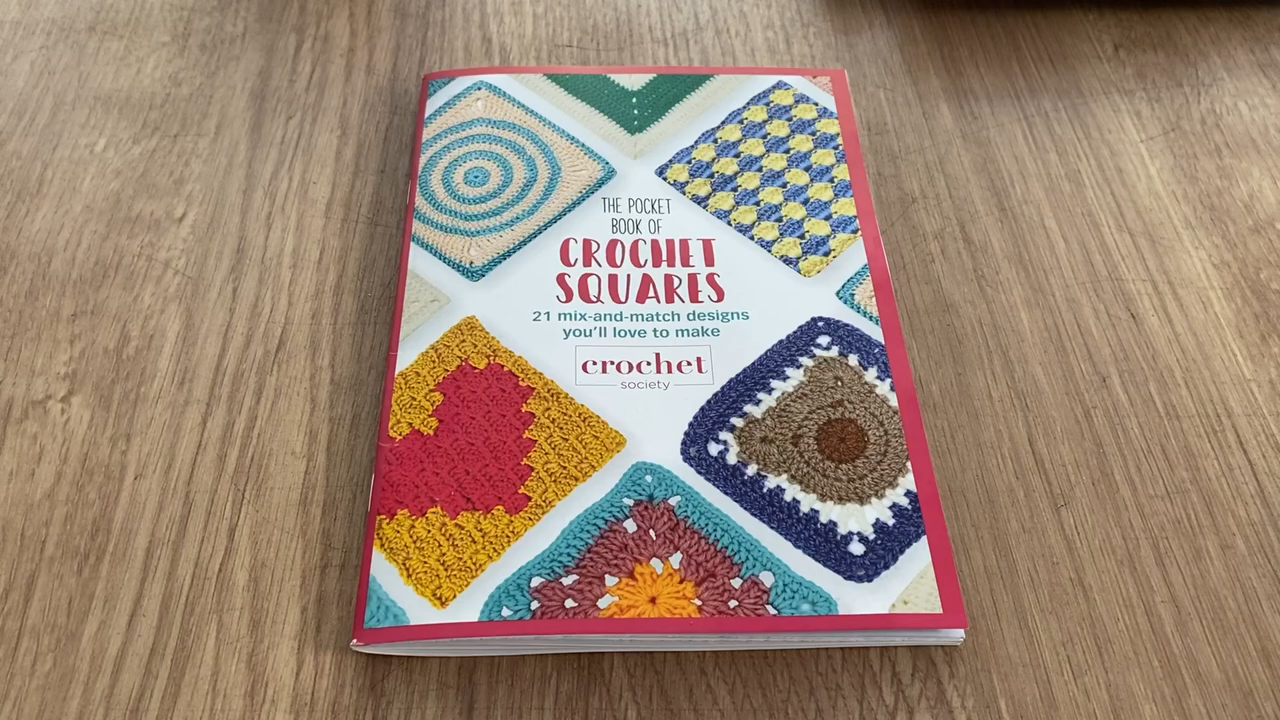 THE POCKET
BOOK OF
CROCHET
SQUARES
21 mix-and-match designs
you'll love to make
crochet
society